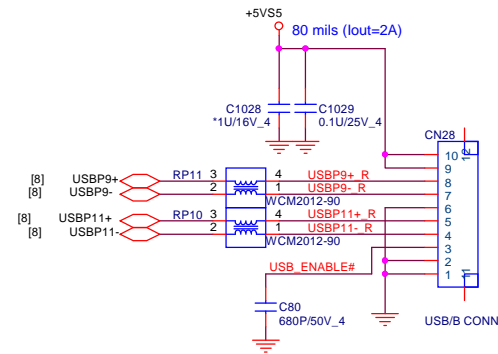 +5VS5
80 mils (Iout=2A)
C1028
*1U/16V_4
C1029
0.1U/25V_4
CN28
12
10
9
8
7
6
5
4
3
2
1
11
USB/B CONN
[8] USBP9+ RP11 3 4 USBP9+_R
[8] USBP9- 2 1 USBP9-_R
WCM2012-90
[8] USBP11+ RP10 3 4 USBP11+_R
[8] USBP11- 2 1 USBP11-_R
WCM2012-90
USB_ENABLE#
C80
680P/50V_4